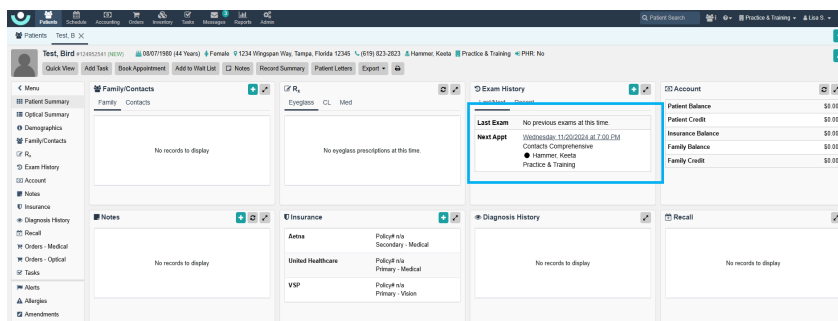 Patients Schedule Accounting Orders Inventory Tasks Messages 3 Reports Admin Patient Search Practice & Training Lisa S.
Patients Test, B X
Test, Bird #124952541 (NEW) 08/07/1980 (44 Years) Female 1234 Wingspan Way, Tampa, Florida 12345 (619) 823-2823 Hammer, Keeta Practice & Training PHR: No
Quick View Add Task Book Appointment Add to Wait List Notes Record Summary Patient Letters Export
Menu
Patient Summary
Optical Summary
Demographics
Family/Contacts
Rx
Exam History
Account
Notes
Insurance
Diagnosis History
Recall
Orders - Medical
Orders - Optical
Tasks
Alerts
Allergies
Amendments
Family/Contacts
Family Contacts
No records to display
Rx
Eyeglass CL Med
No eyeglass prescriptions at this time.
Exam History
Last/Next Recent
Last Exam No previous exams at this time.
Next Appt Wednesday 11/20/2024 at 7:00 PM
Contacts Comprehensive
Hammer, Keeta
Practice & Training
Account
Patient Balance $0.00
Patient Credit $0.00
Insurance Balance $0.00
Family Balance $0.00
Family Credit $0.00
Notes
No records to display
Insurance
Aetna Policy# n/a
Secondary - Medical
United Healthcare Policy# n/a
Primary - Medical
VSP Policy# n/a
Primary - Vision
Diagnosis History
No records to display
Recall
No records to display